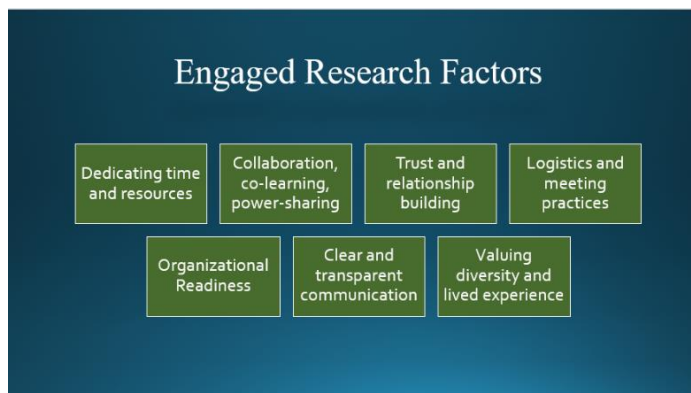 Engaged Research Factors
Dedicating time
and resources
Collaboration,
co-learning,
power-sharing
Trust and
relationship
building
Logistics and
meeting
practices
Organizational
Readiness
Clear and
transparent
communication
Valuing
diversity and
lived experience